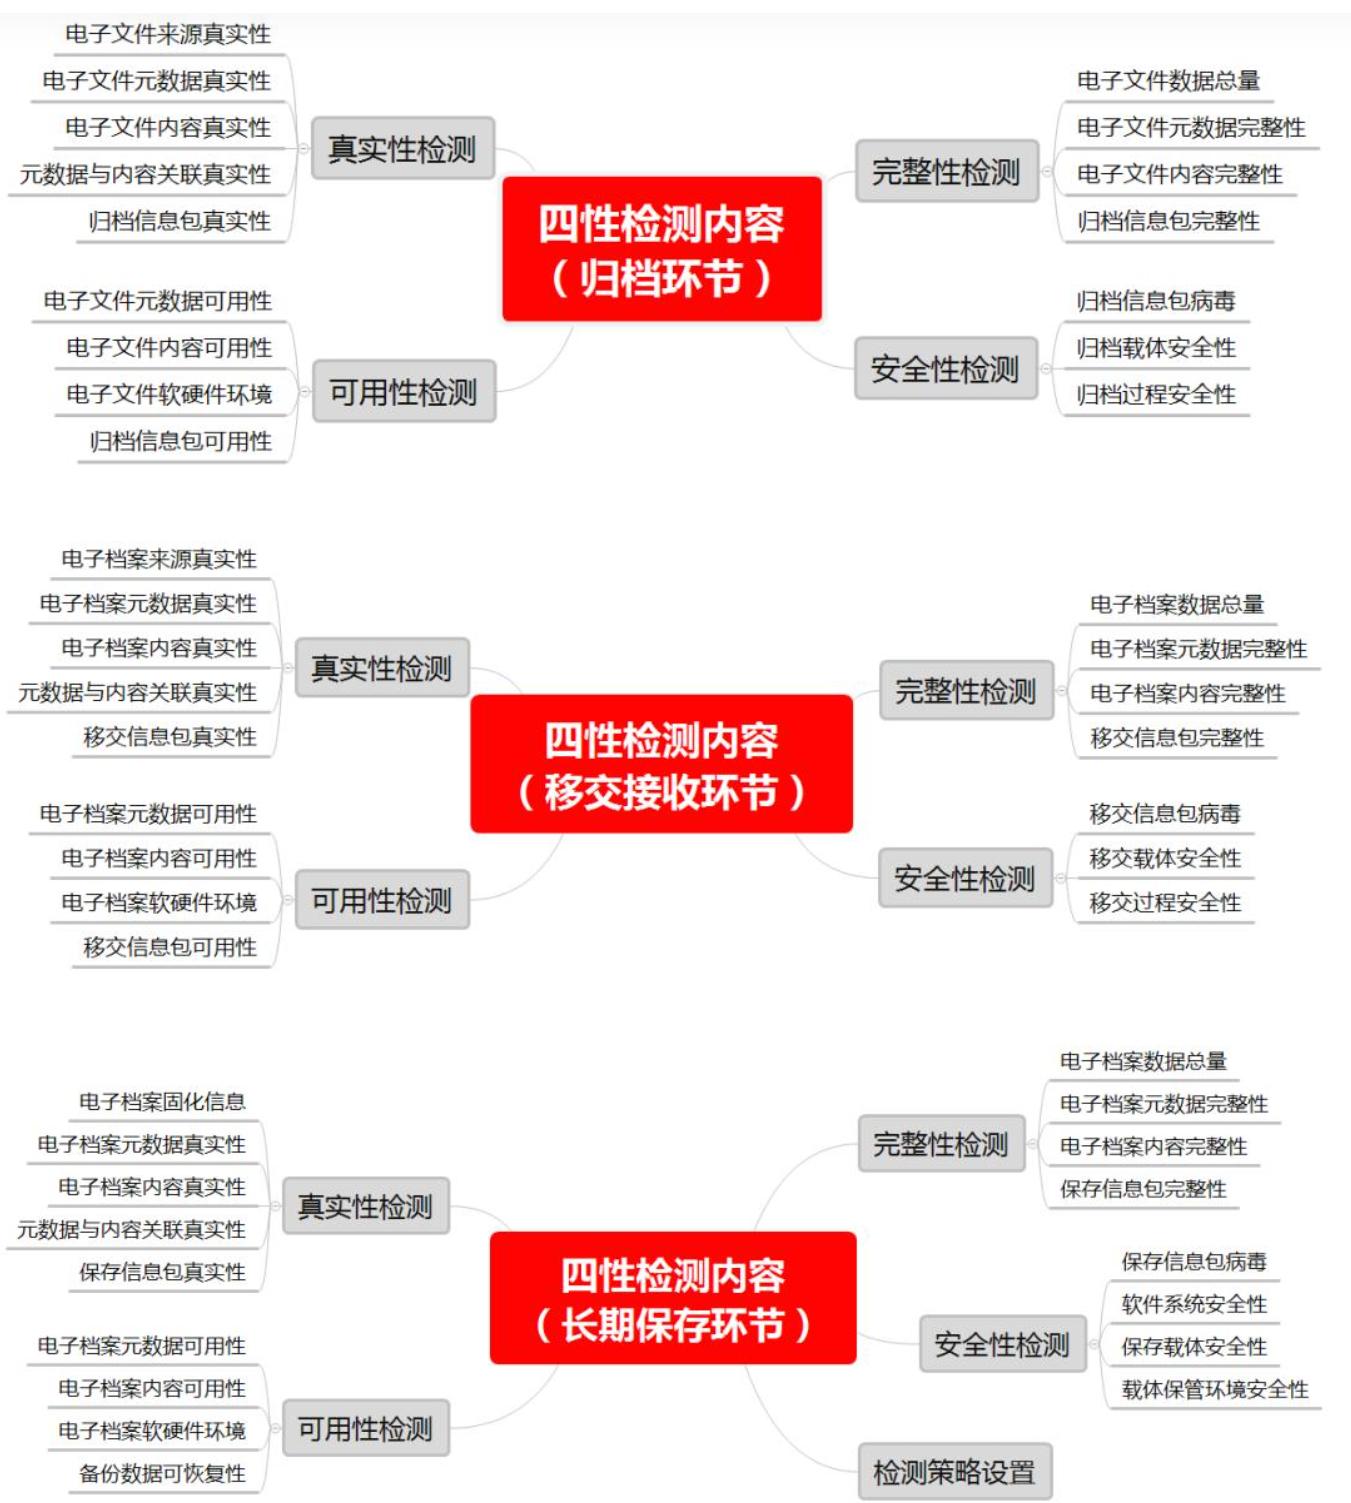 四性检测内容
（归档环节）
真实性检测
电子文件来源真实性
电子文件元数据真实性
电子文件内容真实性
元数据与内容关联真实性
归档信息包真实性
可用性检测
电子文件元数据可用性
电子文件内容可用性
电子文件软硬件环境
归档信息包可用性
完整性检测
电子文件数据总量
电子文件元数据完整性
电子文件内容完整性
归档信息包完整性
安全性检测
归档信息包病毒
归档载体安全性
归档过程安全性
四性检测内容
（移交接收环节）
真实性检测
电子档案来源真实性
电子档案元数据真实性
电子档案内容真实性
元数据与内容关联真实性
移交信息包真实性
可用性检测
电子档案元数据可用性
电子档案内容可用性
电子档案软硬件环境
移交信息包可用性
完整性检测
电子档案数据总量
电子档案元数据完整性
电子档案内容完整性
移交信息包完整性
安全性检测
移交信息包病毒
移交载体安全性
移交过程安全性
四性检测内容
（长期保存环节）
真实性检测
电子档案固化信息
电子档案元数据真实性
电子档案内容真实性
元数据与内容关联真实性
保存信息包真实性
可用性检测
电子档案元数据可用性
电子档案内容可用性
电子档案软硬件环境
备份数据可恢复性
完整性检测
电子档案数据总量
电子档案元数据完整性
电子档案内容完整性
保存信息包完整性
安全性检测
保存信息包病毒
软件系统安全性
保存载体安全性
载体保管环境安全性
检测策略设置